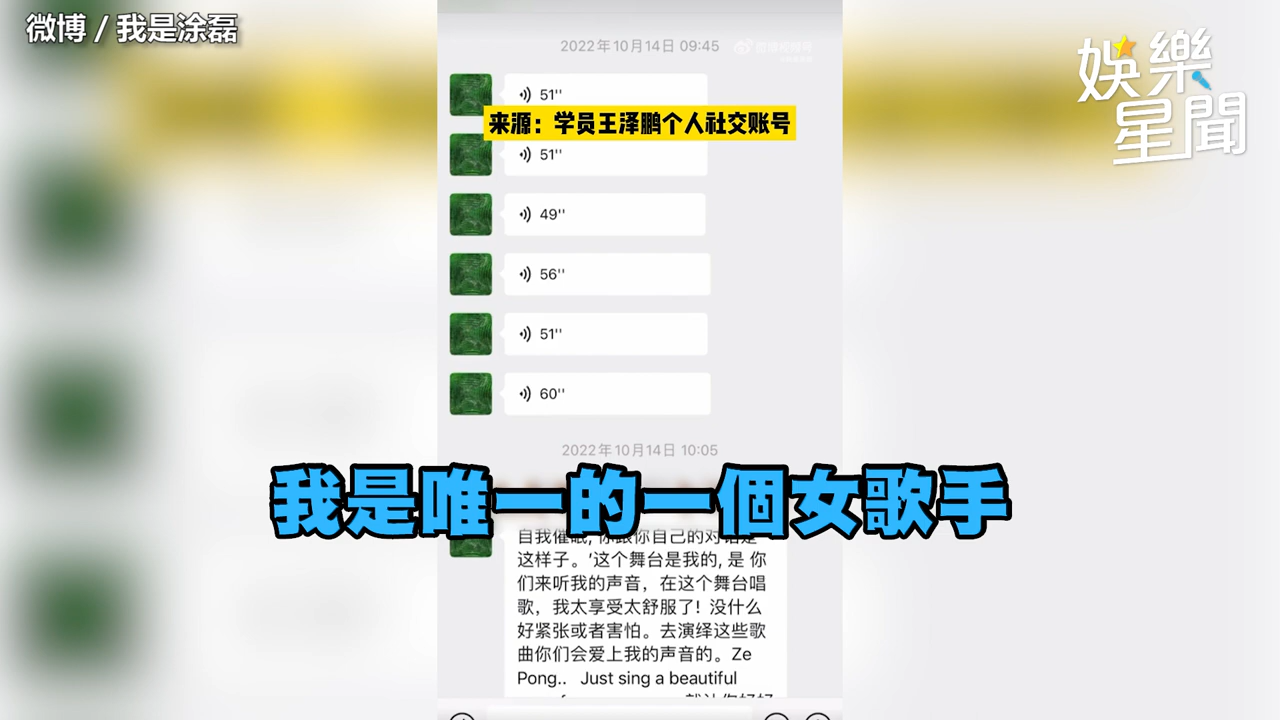 微博 / 我是涂磊
娛樂
星聞
2022年10月14日 09:45
51''
来源：学员王泽鹏个人社交账号
51''
49''
56''
51''
60''
2022年10月14日 10:05
我是唯一的一個女歌手
自我催眠, 你跟你自己的对话是
这样子。‘这个舞台是我的, 是 你
们来听我的声音，在这个舞台唱
歌，我太享受太舒服了! 没什么
好紧张或者害怕。去演绎这些歌
曲你们会爱上我的声音的。Ze
Pong.. Just sing a beautiful